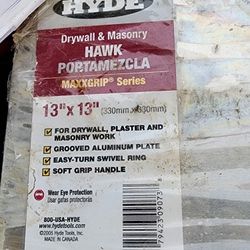 HYDE
Drywall & Masonry
HAWK
PORTAMEZCLA
MAXXGRIP® Series
13"x 13" (330mm x 330mm)
FOR DRYWALL, PLASTER AND
MASONRY WORK
GROOVED ALUMINUM PLATE
EASY-TURN SWIVEL RING
SOFT GRIP HANDLE
Wear Eye Protection
Use gafas protectoras
800-USA-HYDE
www.hydetools.com
©2005 Hyde Tools, Inc.
MADE IN CANADA
79423 09073